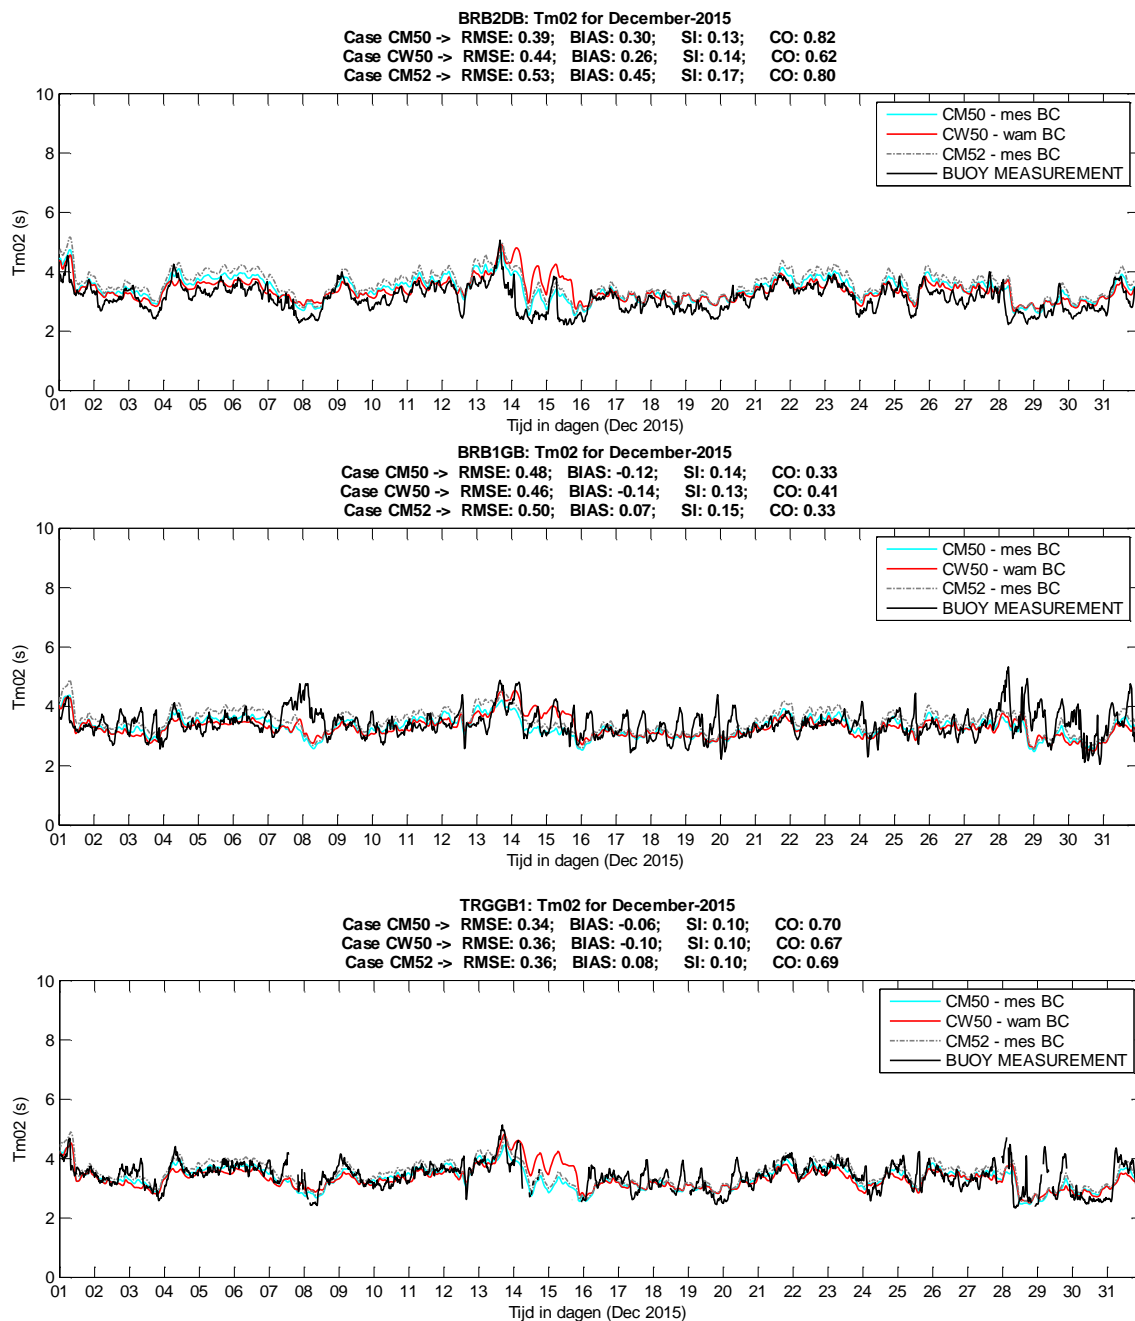 BRB2DB: Tm02 for December-2015
Case CM50 -> RMSE: 0.39; BIAS: 0.30; SI: 0.13; CO: 0.82
Case CW50 -> RMSE: 0.44; BIAS: 0.26; SI: 0.14; CO: 0.62
Case CM52 -> RMSE: 0.53; BIAS: 0.45; SI: 0.17; CO: 0.80
10
8
6
4
2
0
Tm02 (s)
CM50 - mes BC
CW50 - wam BC
CM52 - mes BC
BUOY MEASUREMENT
01 02 03 04 05 06 07 08 09 10 11 12 13 14 15 16 17 18 19 20 21 22 23 24 25 26 27 28 29 30 31
Tijd in dagen (Dec 2015)
BRB1GB: Tm02 for December-2015
Case CM50 -> RMSE: 0.48; BIAS: -0.12; SI: 0.14; CO: 0.33
Case CW50 -> RMSE: 0.46; BIAS: -0.14; SI: 0.13; CO: 0.41
Case CM52 -> RMSE: 0.50; BIAS: 0.07; SI: 0.15; CO: 0.33
10
8
6
4
2
0
Tm02 (s)
CM50 - mes BC
CW50 - wam BC
CM52 - mes BC
BUOY MEASUREMENT
01 02 03 04 05 06 07 08 09 10 11 12 13 14 15 16 17 18 19 20 21 22 23 24 25 26 27 28 29 30 31
Tijd in dagen (Dec 2015)
TRGGB1: Tm02 for December-2015
Case CM50 -> RMSE: 0.34; BIAS: -0.06; SI: 0.10; CO: 0.70
Case CW50 -> RMSE: 0.36; BIAS: -0.10; SI: 0.10; CO: 0.67
Case CM52 -> RMSE: 0.36; BIAS: 0.08; SI: 0.10; CO: 0.69
10
8
6
4
2
0
Tm02 (s)
CM50 - mes BC
CW50 - wam BC
CM52 - mes BC
BUOY MEASUREMENT
01 02 03 04 05 06 07 08 09 10 11 12 13 14 15 16 17 18 19 20 21 22 23 24 25 26 27 28 29 30 31
Tijd in dagen (Dec 2015)